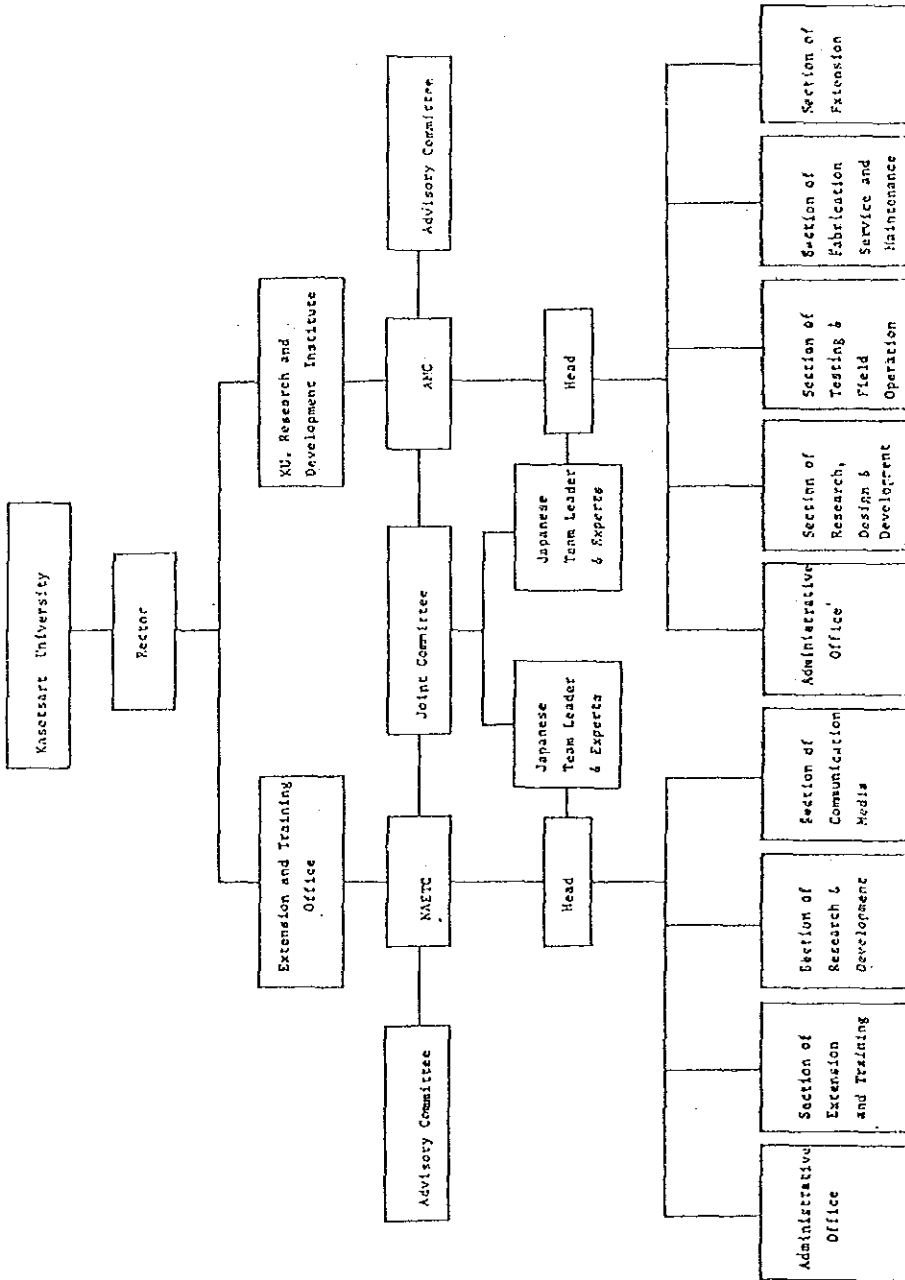 Kasetsart University
Rector
Extension and Training
Office
KU. Research and
Development Institute
Advisory Committee
NAETC
Joint Committee
AMC
Advisory Committee
Head
Japanese
Team Leader
& Experts
Japanese
Team Leader
& Experts
Head
Administrative
Office
Section of
Extension
and Training
Section of
Research &
Development
Section of
Communication
Media
Administrative
Office
Section of
Research,
Design &
Development
Section of
Testing &
Field
Operation
Section of
Fabrication
Service and
Maintenance
Section of
Extension